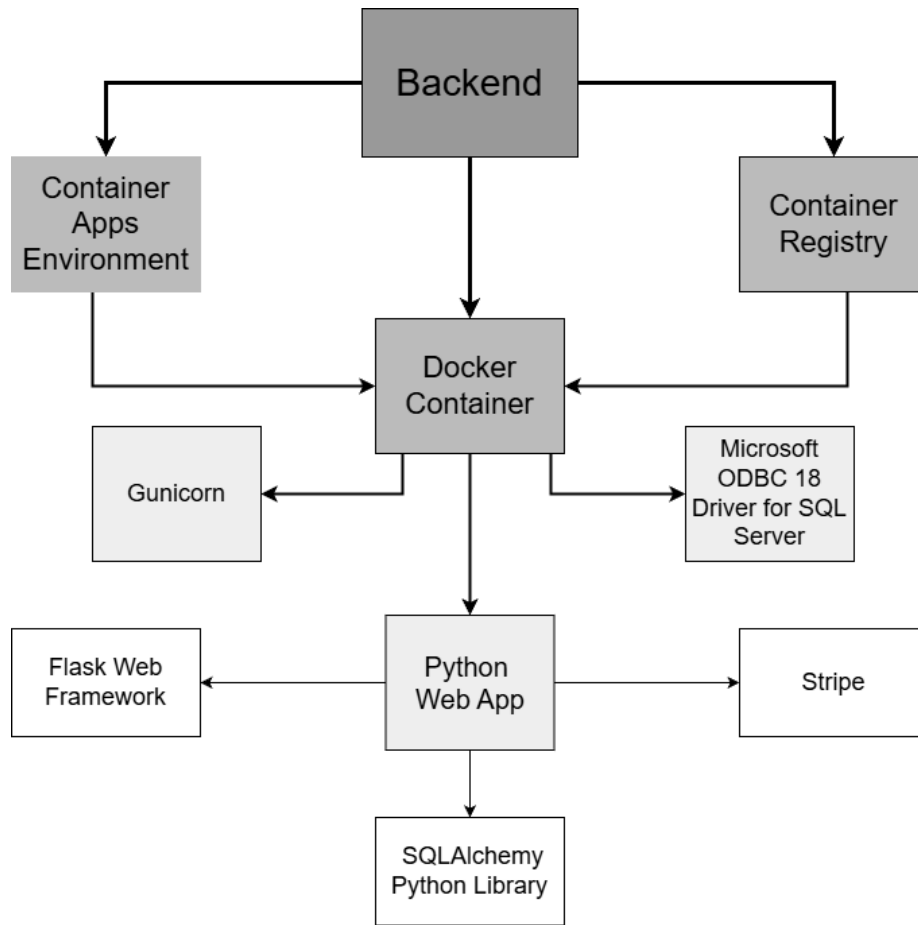 Backend
Container
Apps
Environment
Container
Registry
Docker
Container
Gunicorn
Microsoft
ODBC 18
Driver for SQL
Server
Flask Web
Framework
Python
Web App
Stripe
SQLAlchemy
Python Library